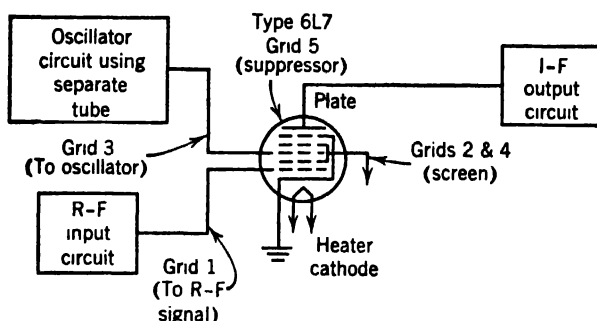 Oscillator
circuit using
separate
tube
Type 6L7
Grid 5
(suppressor)
Plate
I-F
output
circuit
Grid 3
(To oscillator)
Grids 2 & 4
(screen)
R-F
input
circuit
Grid 1
(To R-F
signal)
Heater
cathode